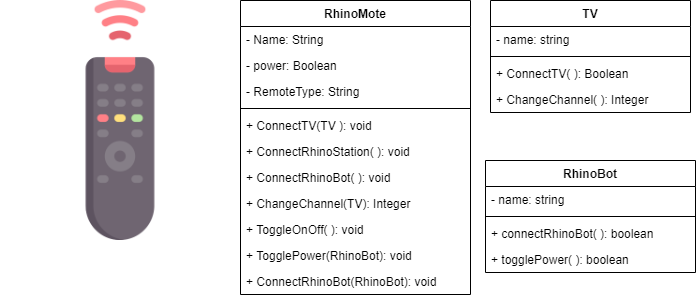 RhinoMote
- Name: String
- power: Boolean
- RemoteType: String
+ ConnectTV(TV ): void
+ ConnectRhinoStation( ): void
+ ConnectRhinoBot( ): void
+ ChangeChannel(TV): Integer
+ ToggleOnOff( ): void
+ TogglePower(RhinoBot): void
+ ConnectRhinoBot(RhinoBot): void
TV
- name: string
+ ConnectTV( ): Boolean
+ ChangeChannel( ): Integer
RhinoBot
- name: string
+ connectRhinoBot( ): boolean
+ togglePower( ): boolean